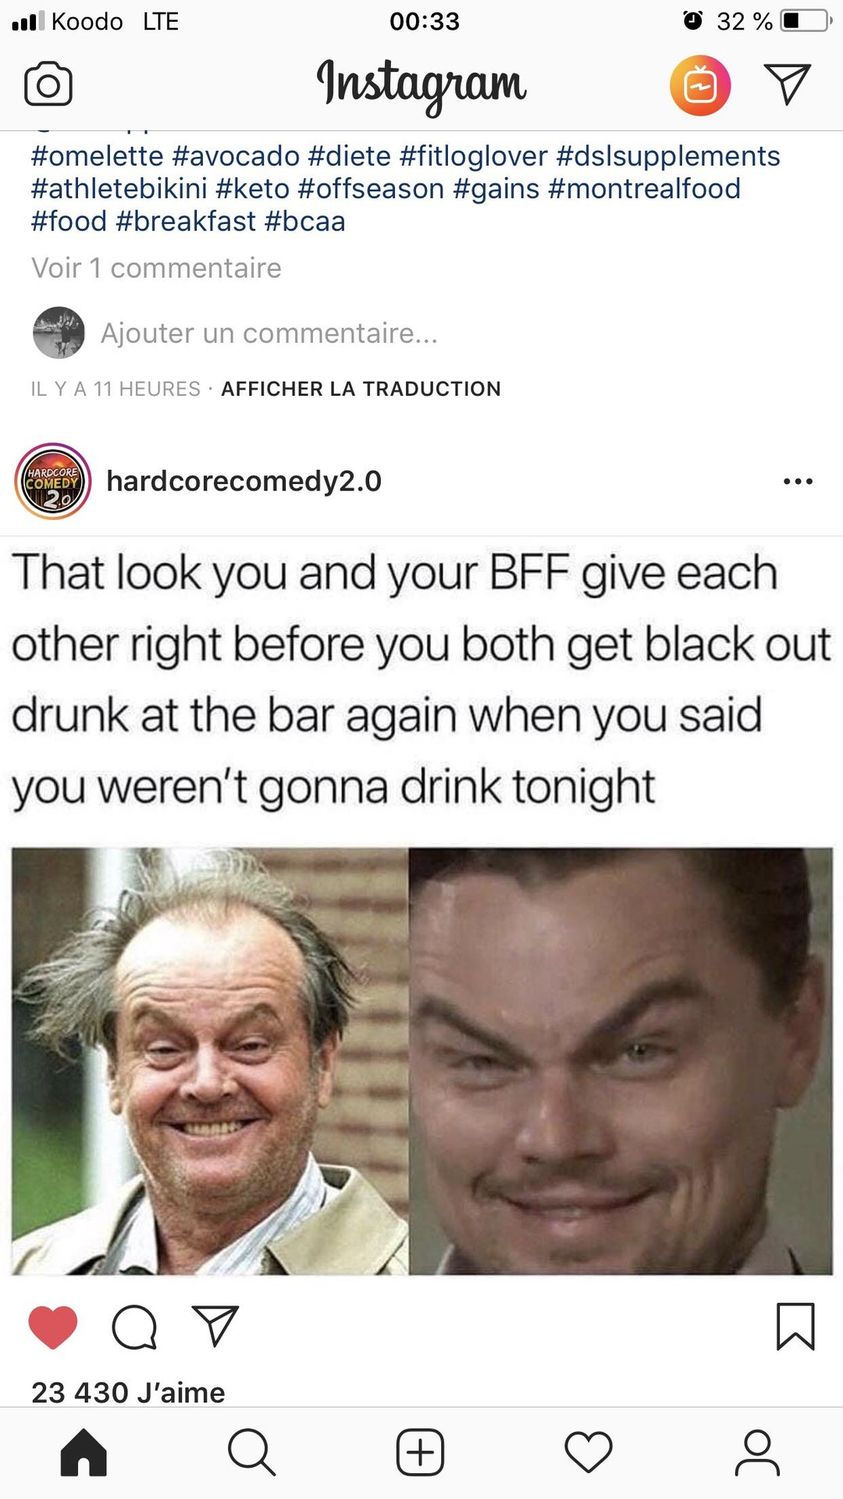 Koodo LTE 00:33 32 %
Instagram
#omelette #avocado #diete #fitloglover #dslsupplements
#athletebikini #keto #offseason #gains #montrealfood
#food #breakfast #bcaa
Voir 1 commentaire
Ajouter un commentaire...
IL Y A 11 HEURES · AFFICHER LA TRADUCTION
HARDCORE
COMEDY
2.0
hardcorecomedy2.0
That look you and your BFF give each
other right before you both get black out
drunk at the bar again when you said
you weren't gonna drink tonight
23 430 J'aime